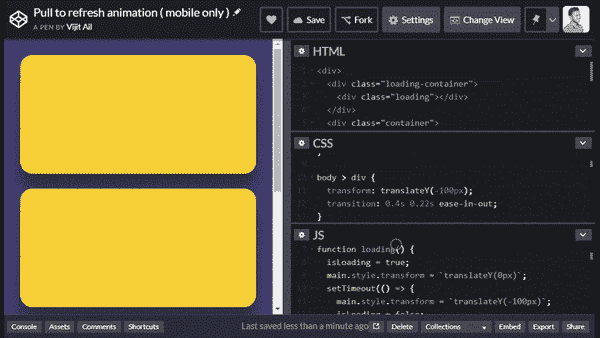 Pull to refresh animation ( mobile only )
A PEN BY Vijit Ail
Save
Fork
Settings
Change View
HTML
<div>
<div class="loading-container">
<div class="loading"></div>
</div>
<div class="container">
CSS
}
body > div {
transform: translateY(-100px);
transition: 0.4s 0.22s ease-in-out;
}
JS
function loading() {
isLoading = true;
main.style.transform = `translateY(0px)`;
setTimeout(() => {
main.style.transform = `translateY(-100px)`;
isLoading = false;
Console
Assets
Comments
Shortcuts
Last saved less than a minute ago
Delete
Collections
Embed
Export
Share